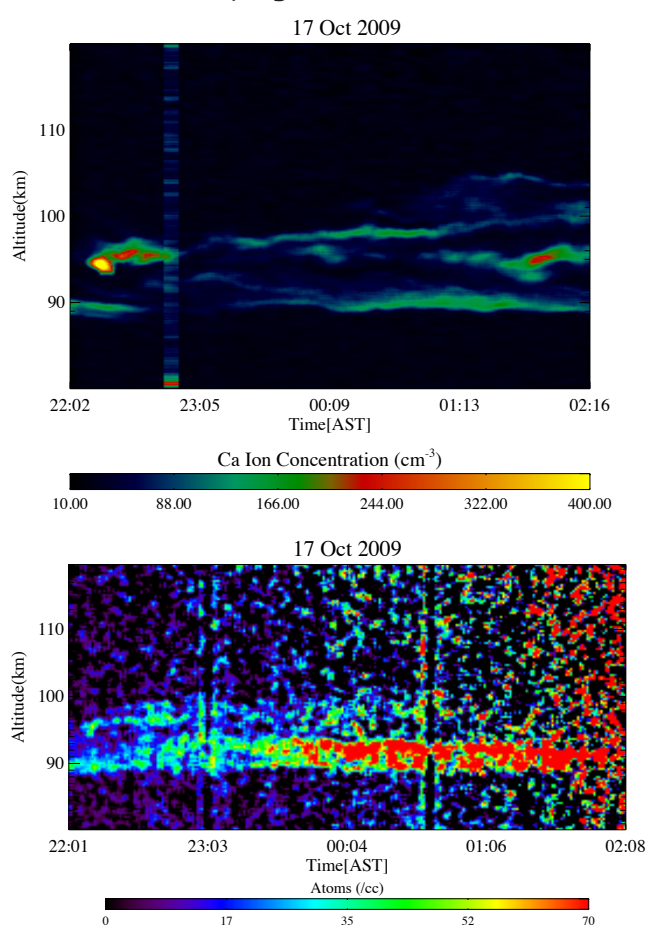 17 Oct 2009
110
100
90
Altitude(km)
22:02 23:05 00:09 01:13 02:16
Time[AST]
Ca Ion Concentration (cm-3)
10.00 88.00 166.00 244.00 322.00 400.00
17 Oct 2009
110
100
90
Altitude(km)
22:01 23:03 00:04 01:06 02:08
Time[AST]
Atoms (/cc)
0 17 35 52 70